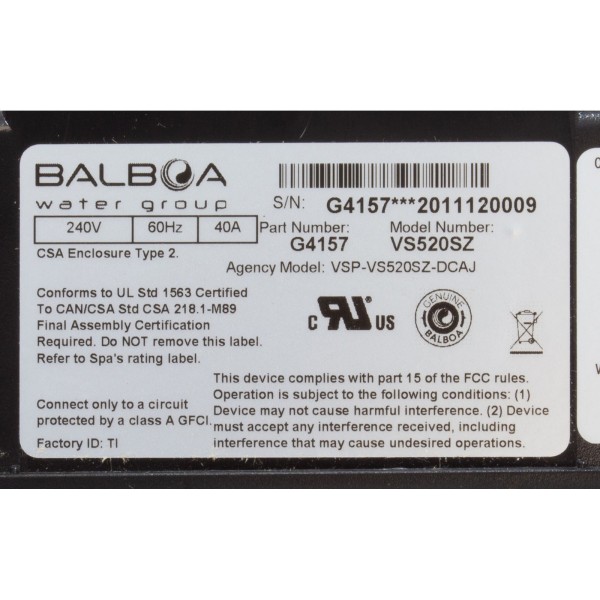 BALBOA
water group
S/N: G4157***2011120009
240V 60Hz 40A
Part Number: Model Number:
G4157 VS520SZ
CSA Enclosure Type 2.
Agency Model: VSP-VS520SZ-DCAJ
Conforms to UL Std 1563 Certified
To CAN/CSA Std CSA 218.1-M89
Final Assembly Certification
Required. Do NOT remove this label.
Refer to Spa's rating label.
C RU US
GENUINE
BALBOA
This device complies with part 15 of the FCC rules.
Operation is subject to the following conditions: (1)
Device may not cause harmful interference. (2) Device
must accept any interference received, including
interference that may cause undesired operations.
Connect only to a circuit
protected by a class A GFCI.
Factory ID: TI